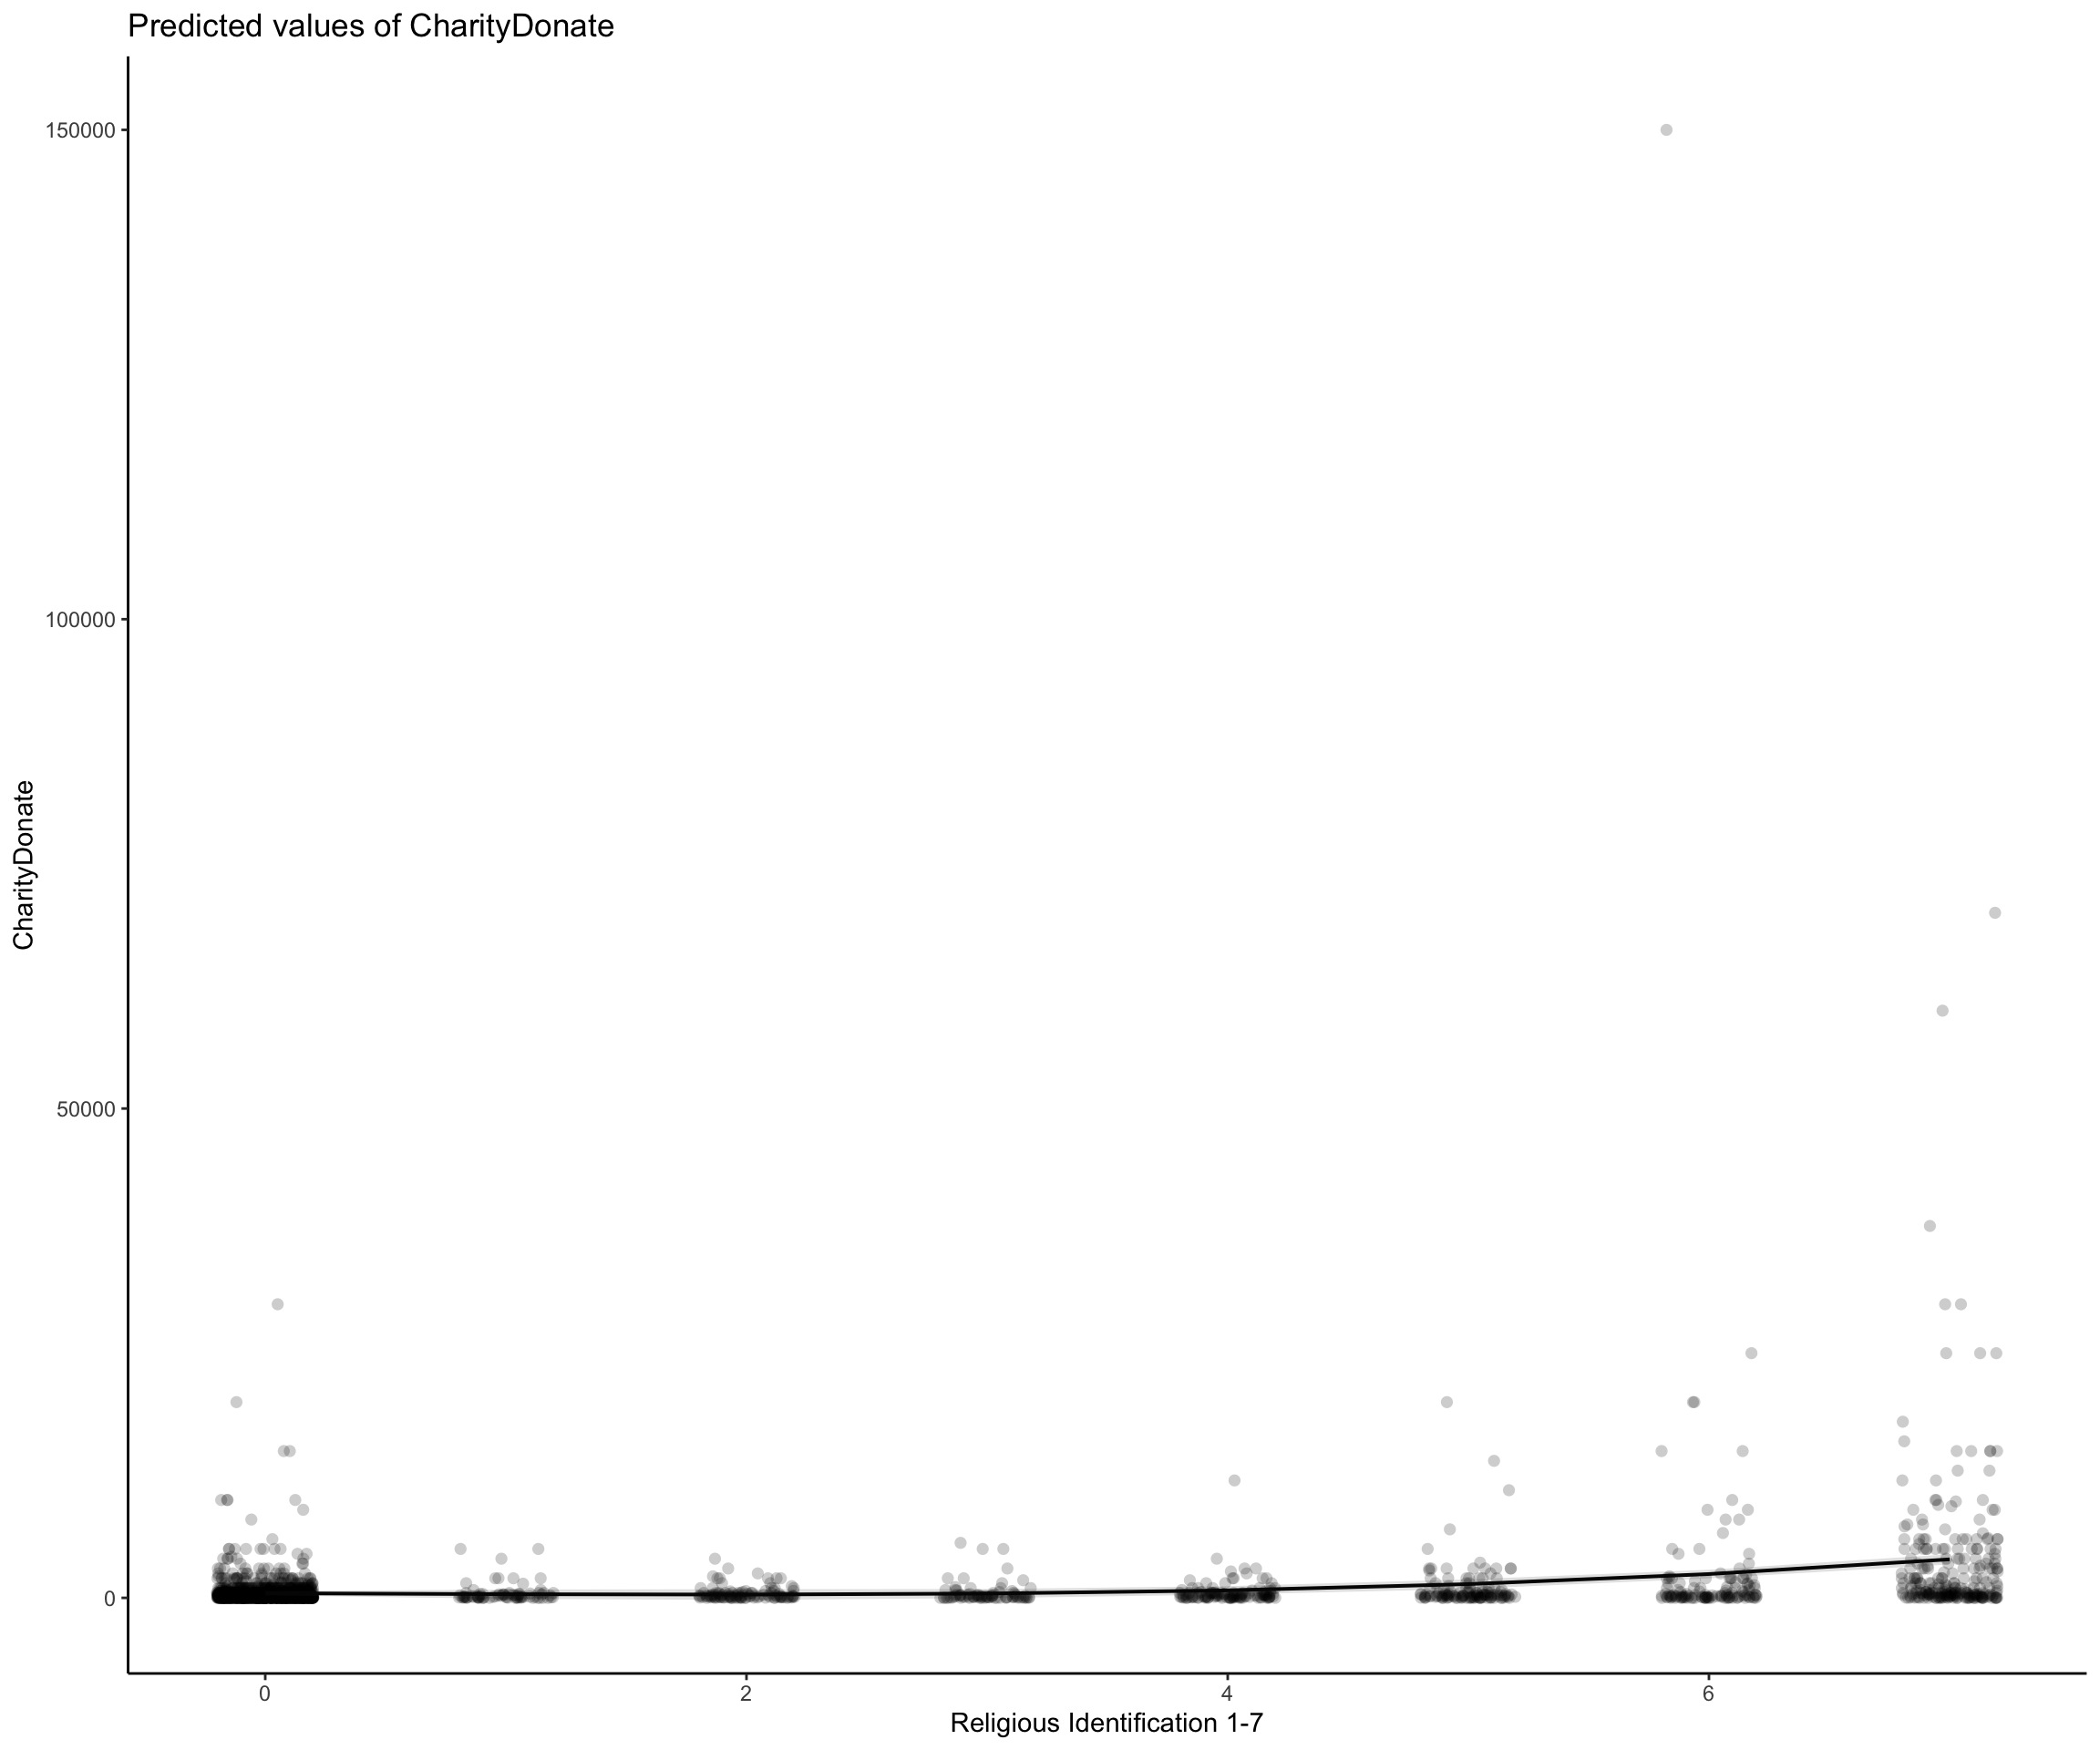 Predicted values of CharityDonate
150000
100000
50000
0
CharityDonate
0 2 4 6
Religious Identification 1-7